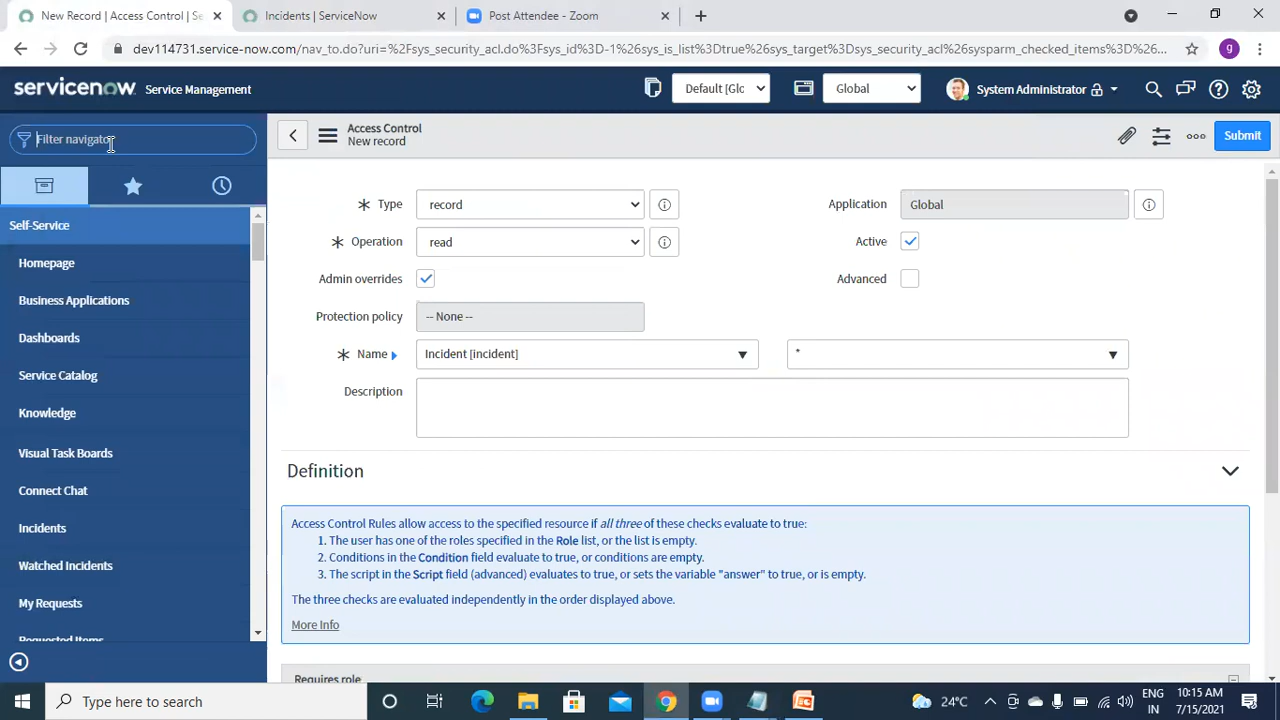 New Record | Access Control | S
Incidents | ServiceNow
Post Attendee - Zoom
dev114731.service-now.com/nav_to.do?uri=%2Fsys_security_acl.do%3Fsys_id%3D-1%26sys_is_list%3Dtrue%26sys_target%3Dsys_security_acl%26sysparm_checked_items%3D%26...
g
servicenow Service Management
Default [Glc
Global
System Administrator
Filter navigator
Access Control
New record
Submit
Self-Service
Homepage
Business Applications
Dashboards
Service Catalog
Knowledge
Visual Task Boards
Connect Chat
Incidents
Watched Incidents
My Requests
Requested Items
Type record
Application Global
Operation read
Active
Admin overrides
Advanced
Protection policy -- None --
Name Incident [incident] *
Description
Definition
Access Control Rules allow access to the specified resource if all three of these checks evaluate to true:
1. The user has one of the roles specified in the Role list, or the list is empty.
2. Conditions in the Condition field evaluate to true, or conditions are empty.
3. The script in the Script field (advanced) evaluates to true, or sets the variable "answer" to true, or is empty.
The three checks are evaluated independently in the order displayed above.
More Info
Requires role
Type here to search
24°C
ENG
IN
10:15 AM
7/15/2021